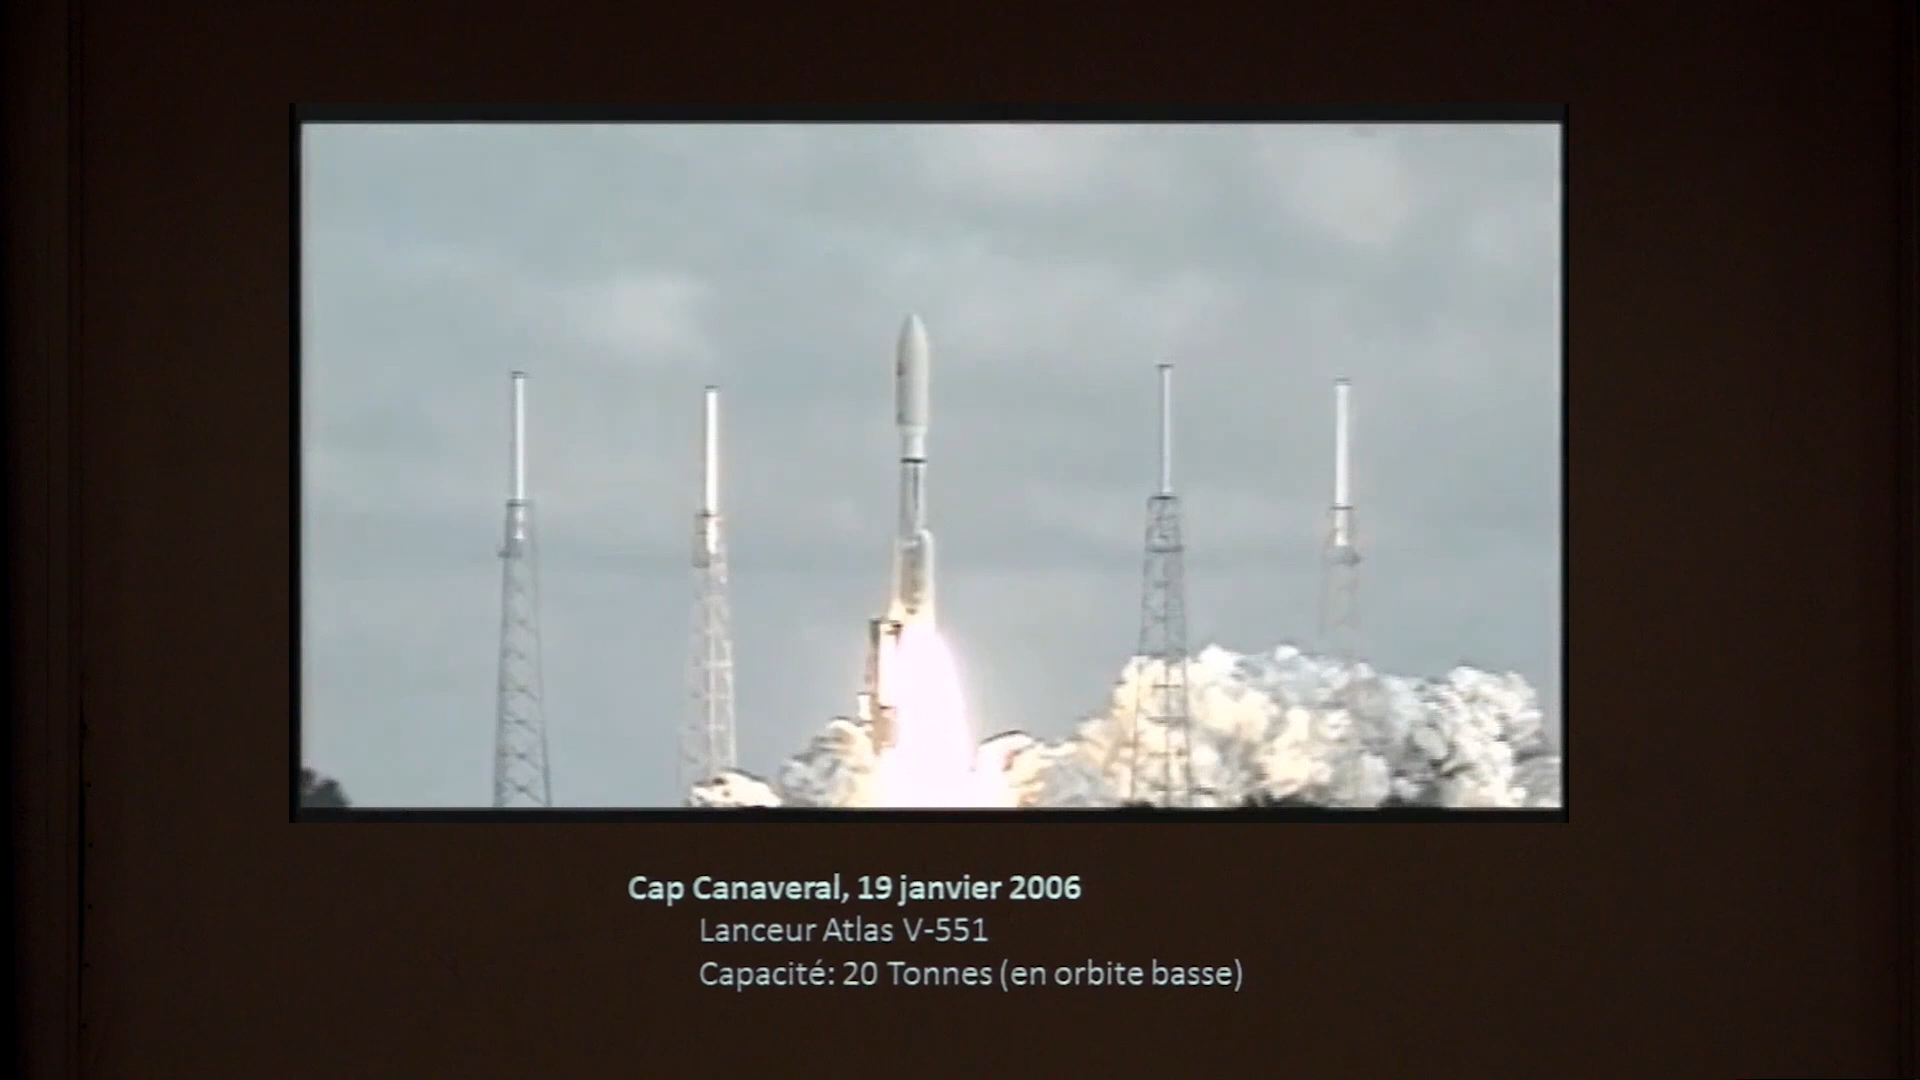 Cap Canaveral, 19 janvier 2006
Lanceur Atlas V-551
Capacité: 20 Tonnes (en orbite basse)